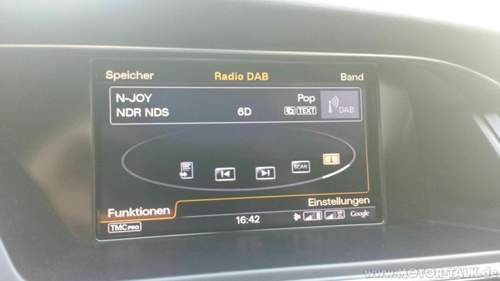 Speicher Radio DAB Band
N-JOY Pop
NDR NDS 6D TEXT
DAB
SCAN
Funktionen Einstellungen
TMC PRO 16:42 Google
www.MOTOR-TALK.de